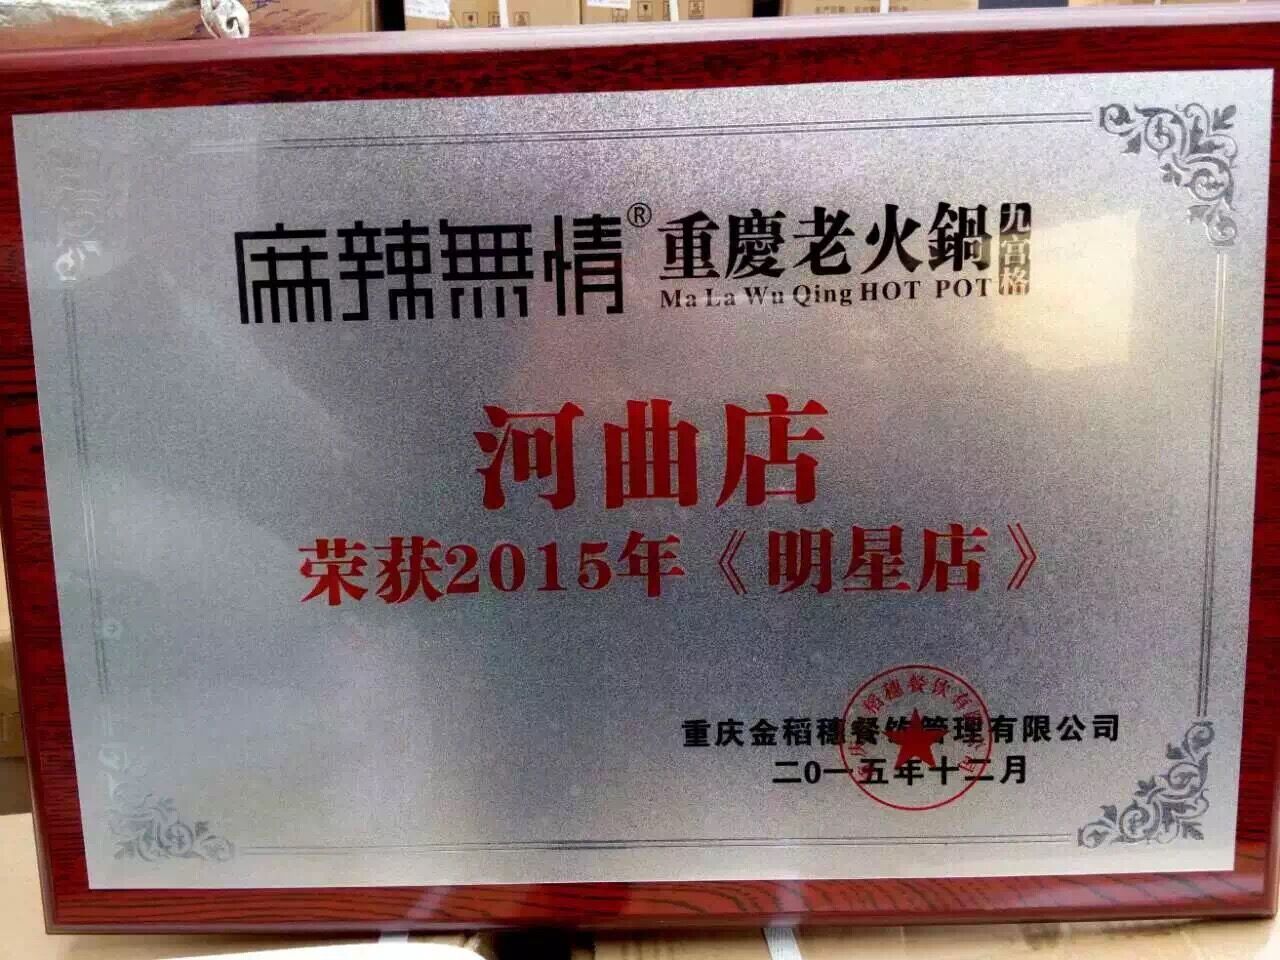 麻辣無情® 重慶老火鍋 九宫格
Ma La Wu Qing HOT POT
河曲店
荣获2015年《明星店》
重庆金稻穗餐饮管理有限公司
二0一五年十二月